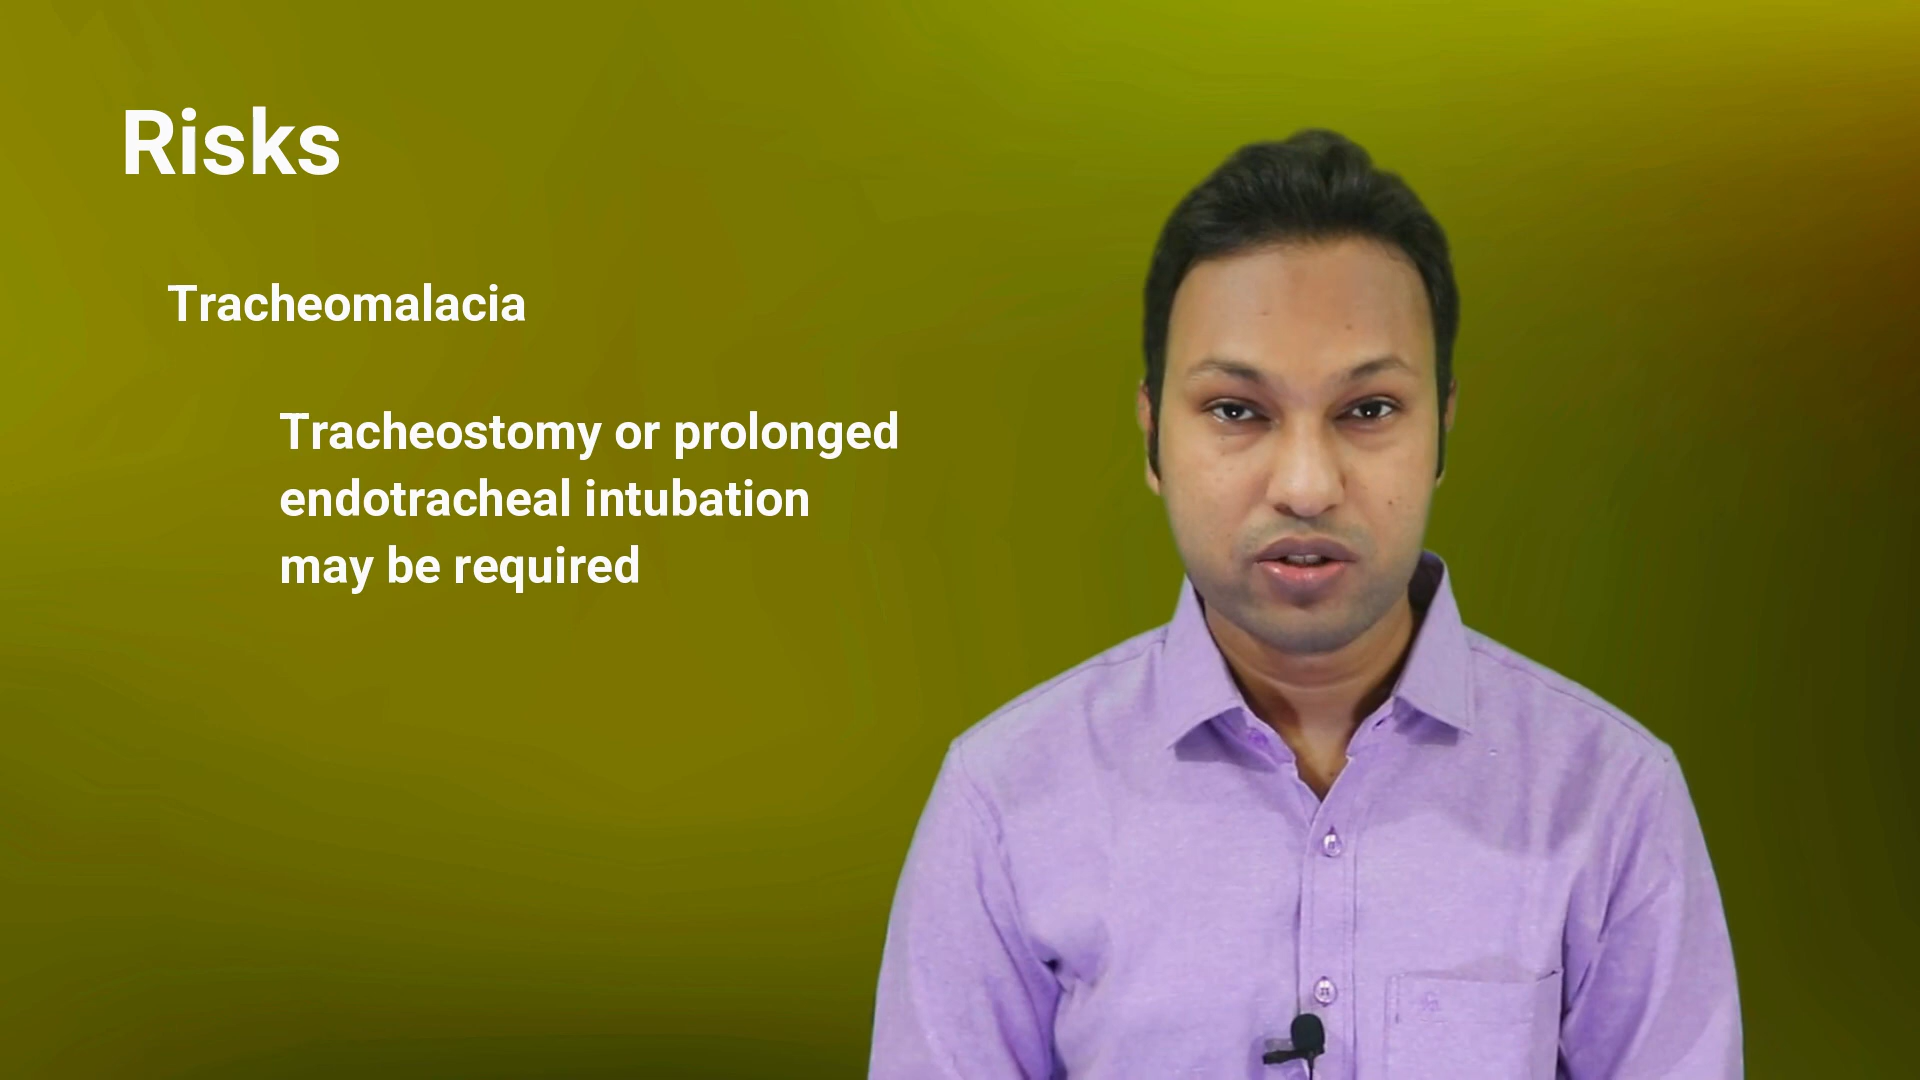 Risks
Tracheomalacia
Tracheostomy or prolonged
endotracheal intubation
may be required